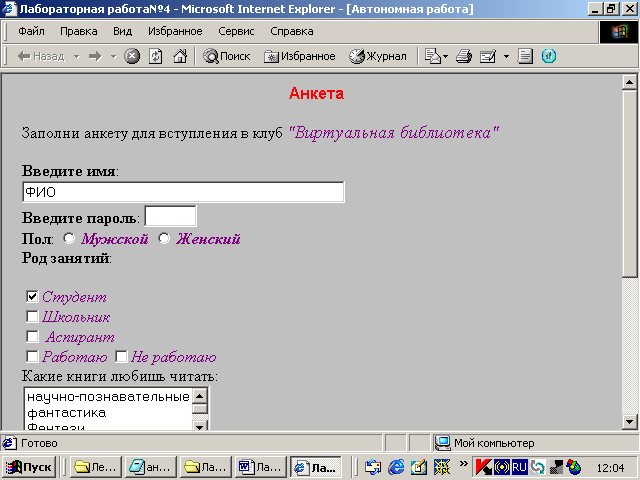 Лабораторная работа№4 - Microsoft Internet Explorer - [Автономная работа]
Файл Правка Вид Избранное Сервис Справка
Назад Поиск Избранное Журнал
Анкета
Заполни анкету для вступления в клуб "Виртуальная библиотека"
Введите имя:
ФИО
Введите пароль:
Пол: Мужской Женский
Род занятий:
Студент
Школьник
Аспирант
Работаю Не работаю
Какие книги любишь читать:
научно-познавательные
фантастика
Фентези
Готово Мой компьютер
Пуск Ле... ан... Ла... Ла... Ла... » RU 12:04